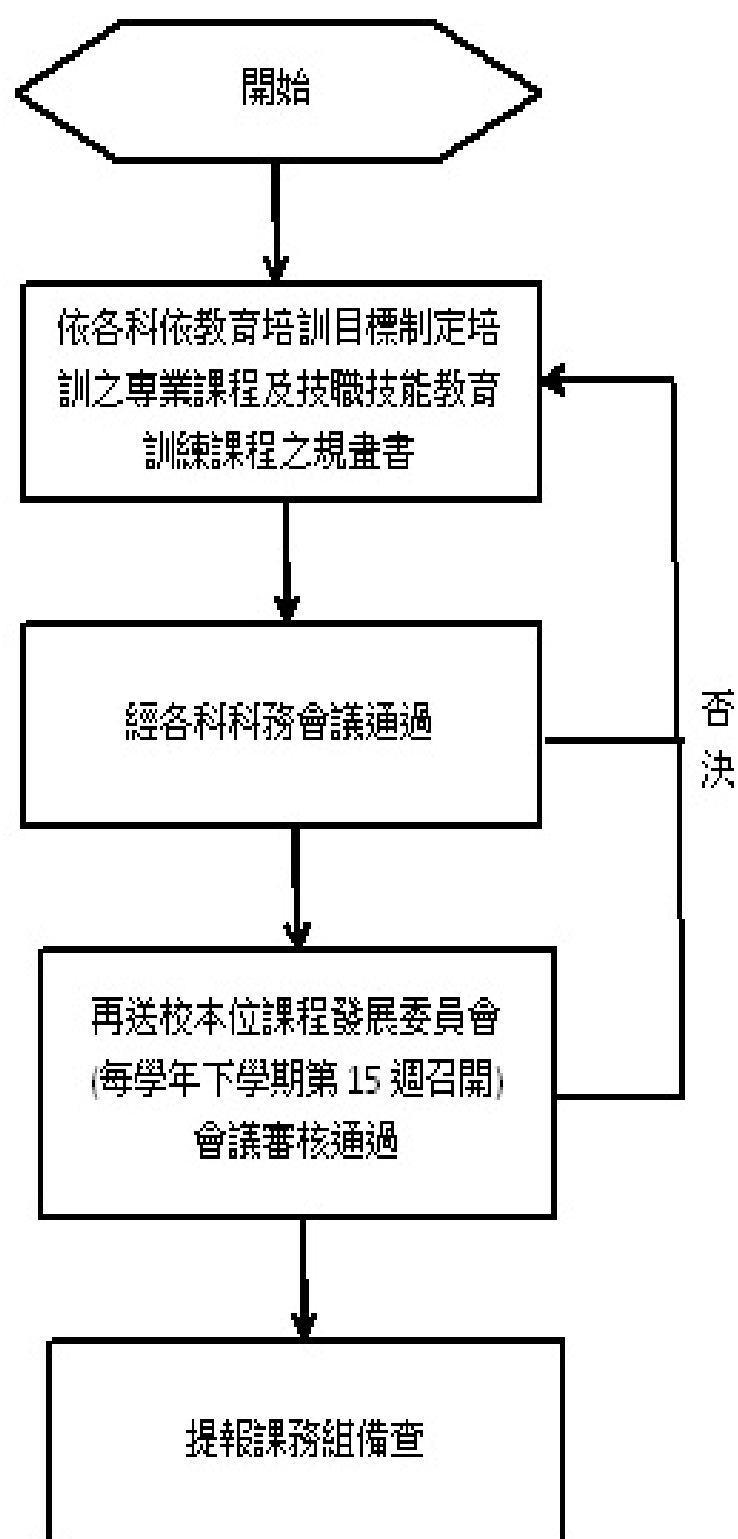 開始
依各科依教育培訓目標制定培
訓之專業課程及技職技能教育
訓練課程之規畫書
經各科科務會議通過
否
決
再送校本位課程發展委員會
(每學年下學期第 15 週召開)
會議審核通過
提報課務組備查